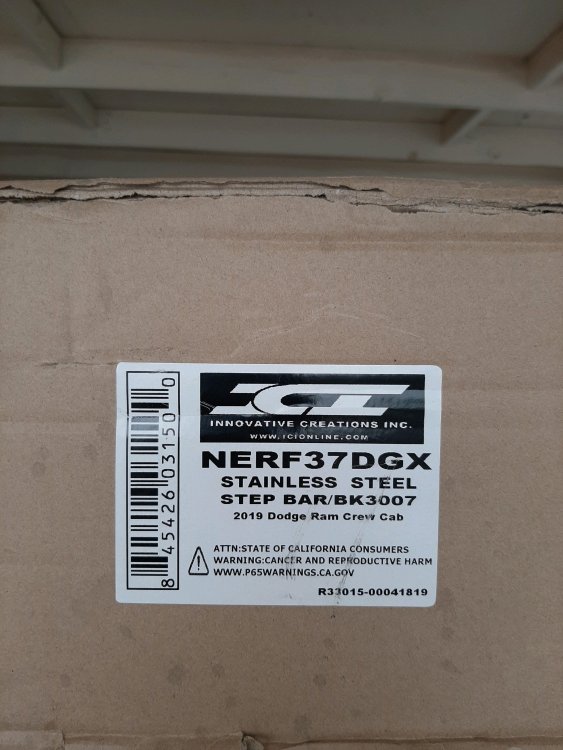 ICI
INNOVATIVE CREATIONS INC.
WWW.ICIONLINE.COM
NERF37DGX
STAINLESS STEEL
STEP BAR/BK3007
2019 Dodge Ram Crew Cab
ATTN:STATE OF CALIFORNIA CONSUMERS
WARNING:CANCER AND REPRODUCTIVE HARM
WWW.P65WARNINGS.CA.GOV
R33015-00041819
8 45426 03150 0